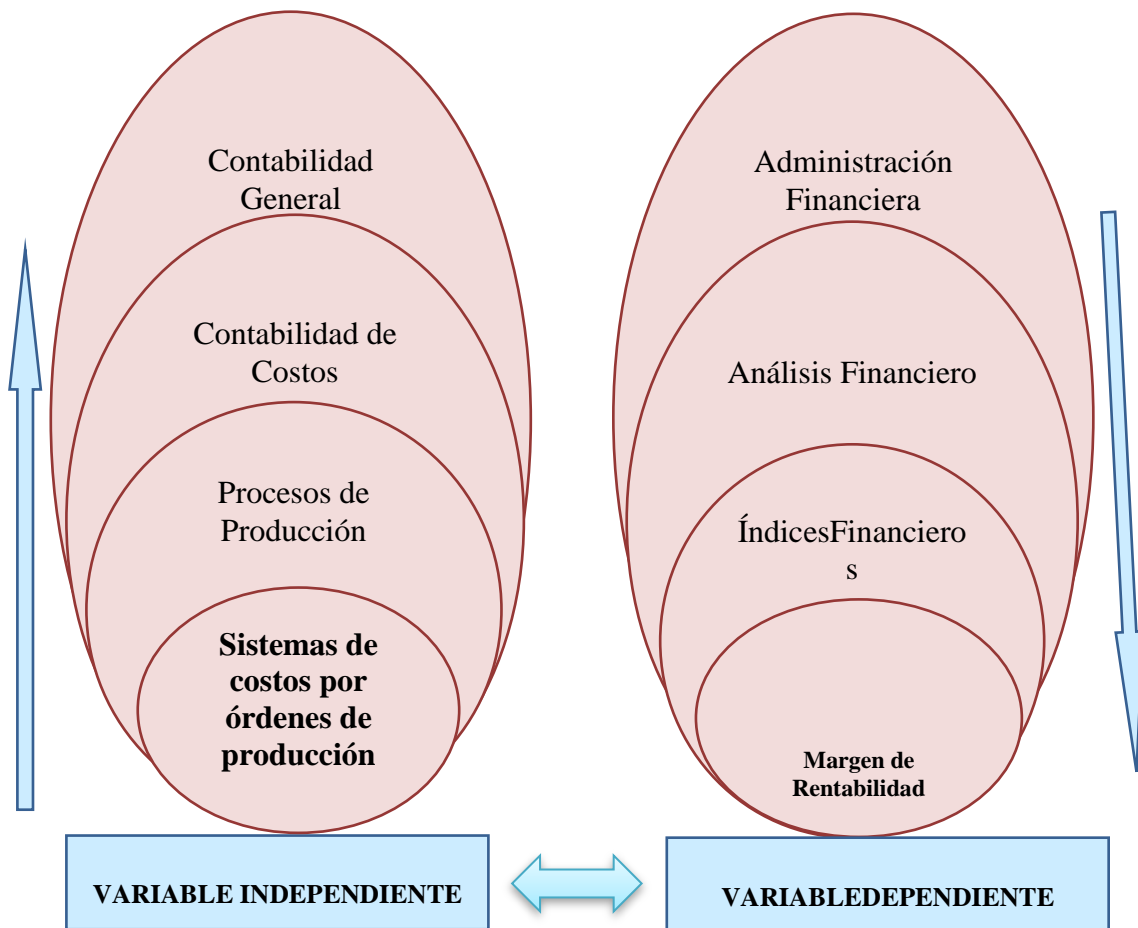 Contabilidad
General
Contabilidad de
Costos
Procesos de
Producción
Sistemas de
costos por
órdenes de
producción
VARIABLE INDEPENDIENTE
Administración
Financiera
Análisis Financiero
ÍndicesFinanciero
s
Margen de
Rentabilidad
VARIABLEDEPENDIENTE